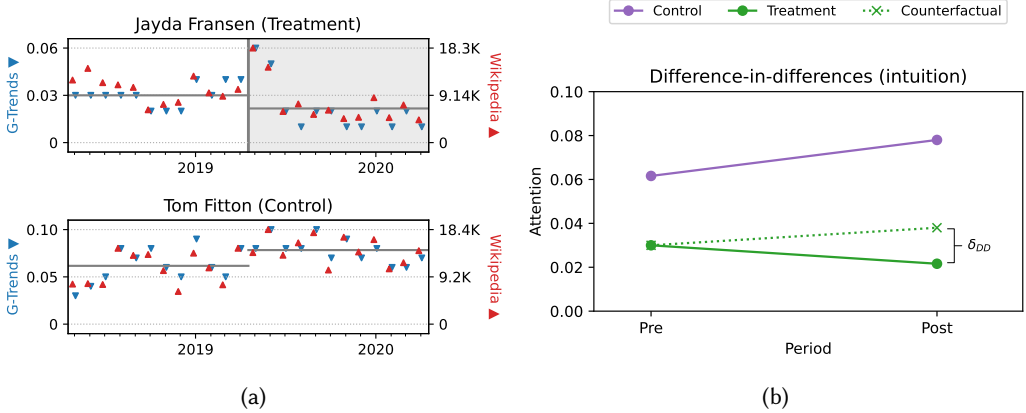 Jayda Fransen (Treatment)
G-Trends ▼
0.06
0.03
0
18.3K
9.14K
0
Wikipedia ▲
2019
2020
Tom Fitton (Control)
G-Trends ▼
0.10
0.05
0
18.4K
9.2K
0
Wikipedia ▲
2019
2020
(a)
Control
Treatment
Counterfactual
Difference-in-differences (intuition)
Attention
0.10
0.08
0.06
0.04
0.02
0.00
δDD
Pre
Post
Period
(b)